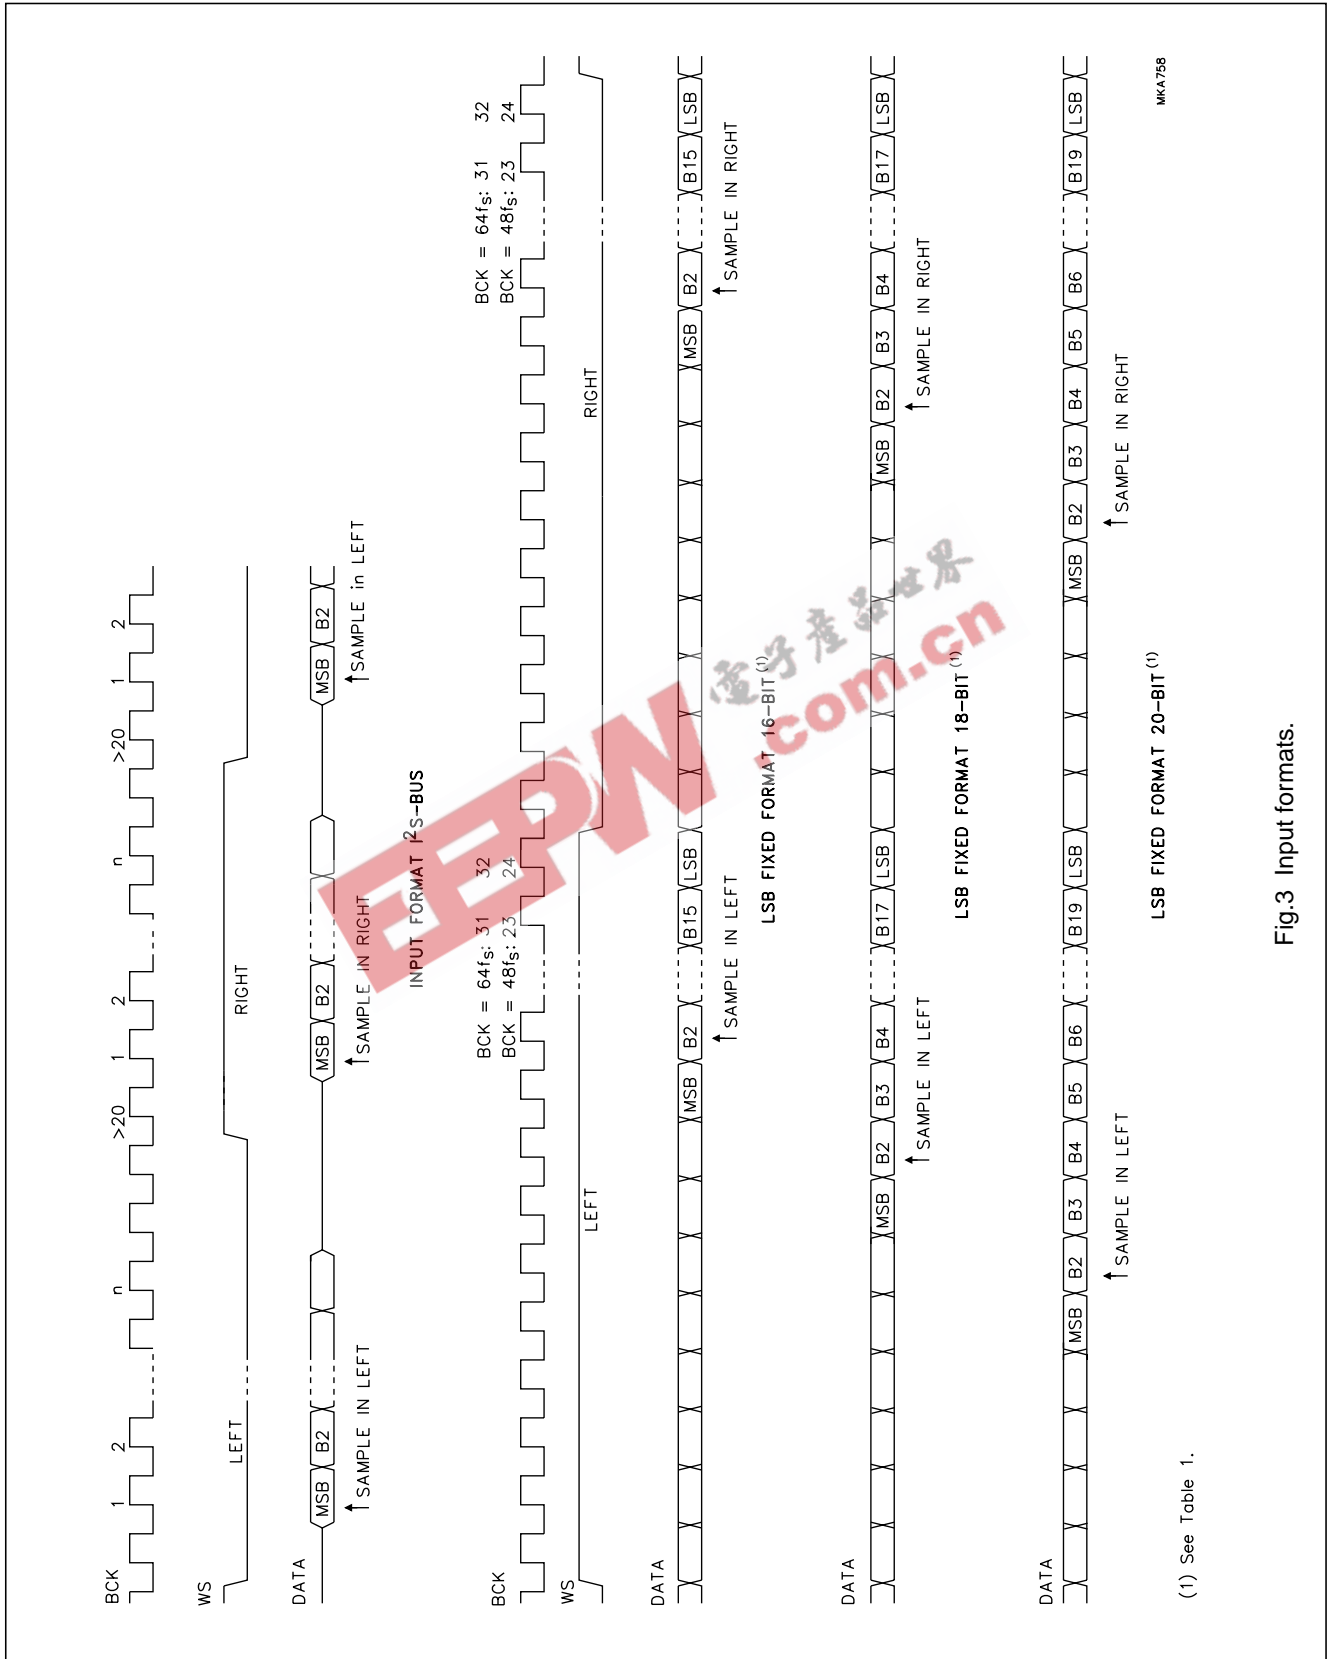 BCK 1 2 n >20 1 2 n >20 1 2
WS LEFT RIGHT
DATA MSB B2 MSB B2 MSB B2
SAMPLE IN LEFT SAMPLE IN RIGHT SAMPLE in LEFT
INPUT FORMAT I²S-BUS
BCK = 64fS: 31 32 BCK = 64fS: 31 32
BCK BCK = 48fS: 23 24 BCK = 48fS: 23 24
WS LEFT RIGHT
DATA MSB B2 B15 LSB MSB B2 B15 LSB
SAMPLE IN LEFT SAMPLE IN RIGHT
LSB FIXED FORMAT 16-BIT (1)
DATA MSB B2 B3 B4 B17 LSB MSB B2 B3 B4 B17 LSB
SAMPLE IN LEFT SAMPLE IN RIGHT
LSB FIXED FORMAT 18-BIT (1)
DATA MSB B2 B3 B4 B5 B6 B19 LSB MSB B2 B3 B4 B5 B6 B19 LSB
SAMPLE IN LEFT SAMPLE IN RIGHT
LSB FIXED FORMAT 20-BIT (1)
MKA758
(1) See Table 1.
Fig.3 Input formats.
EEPW.com.cn
電子產品世界